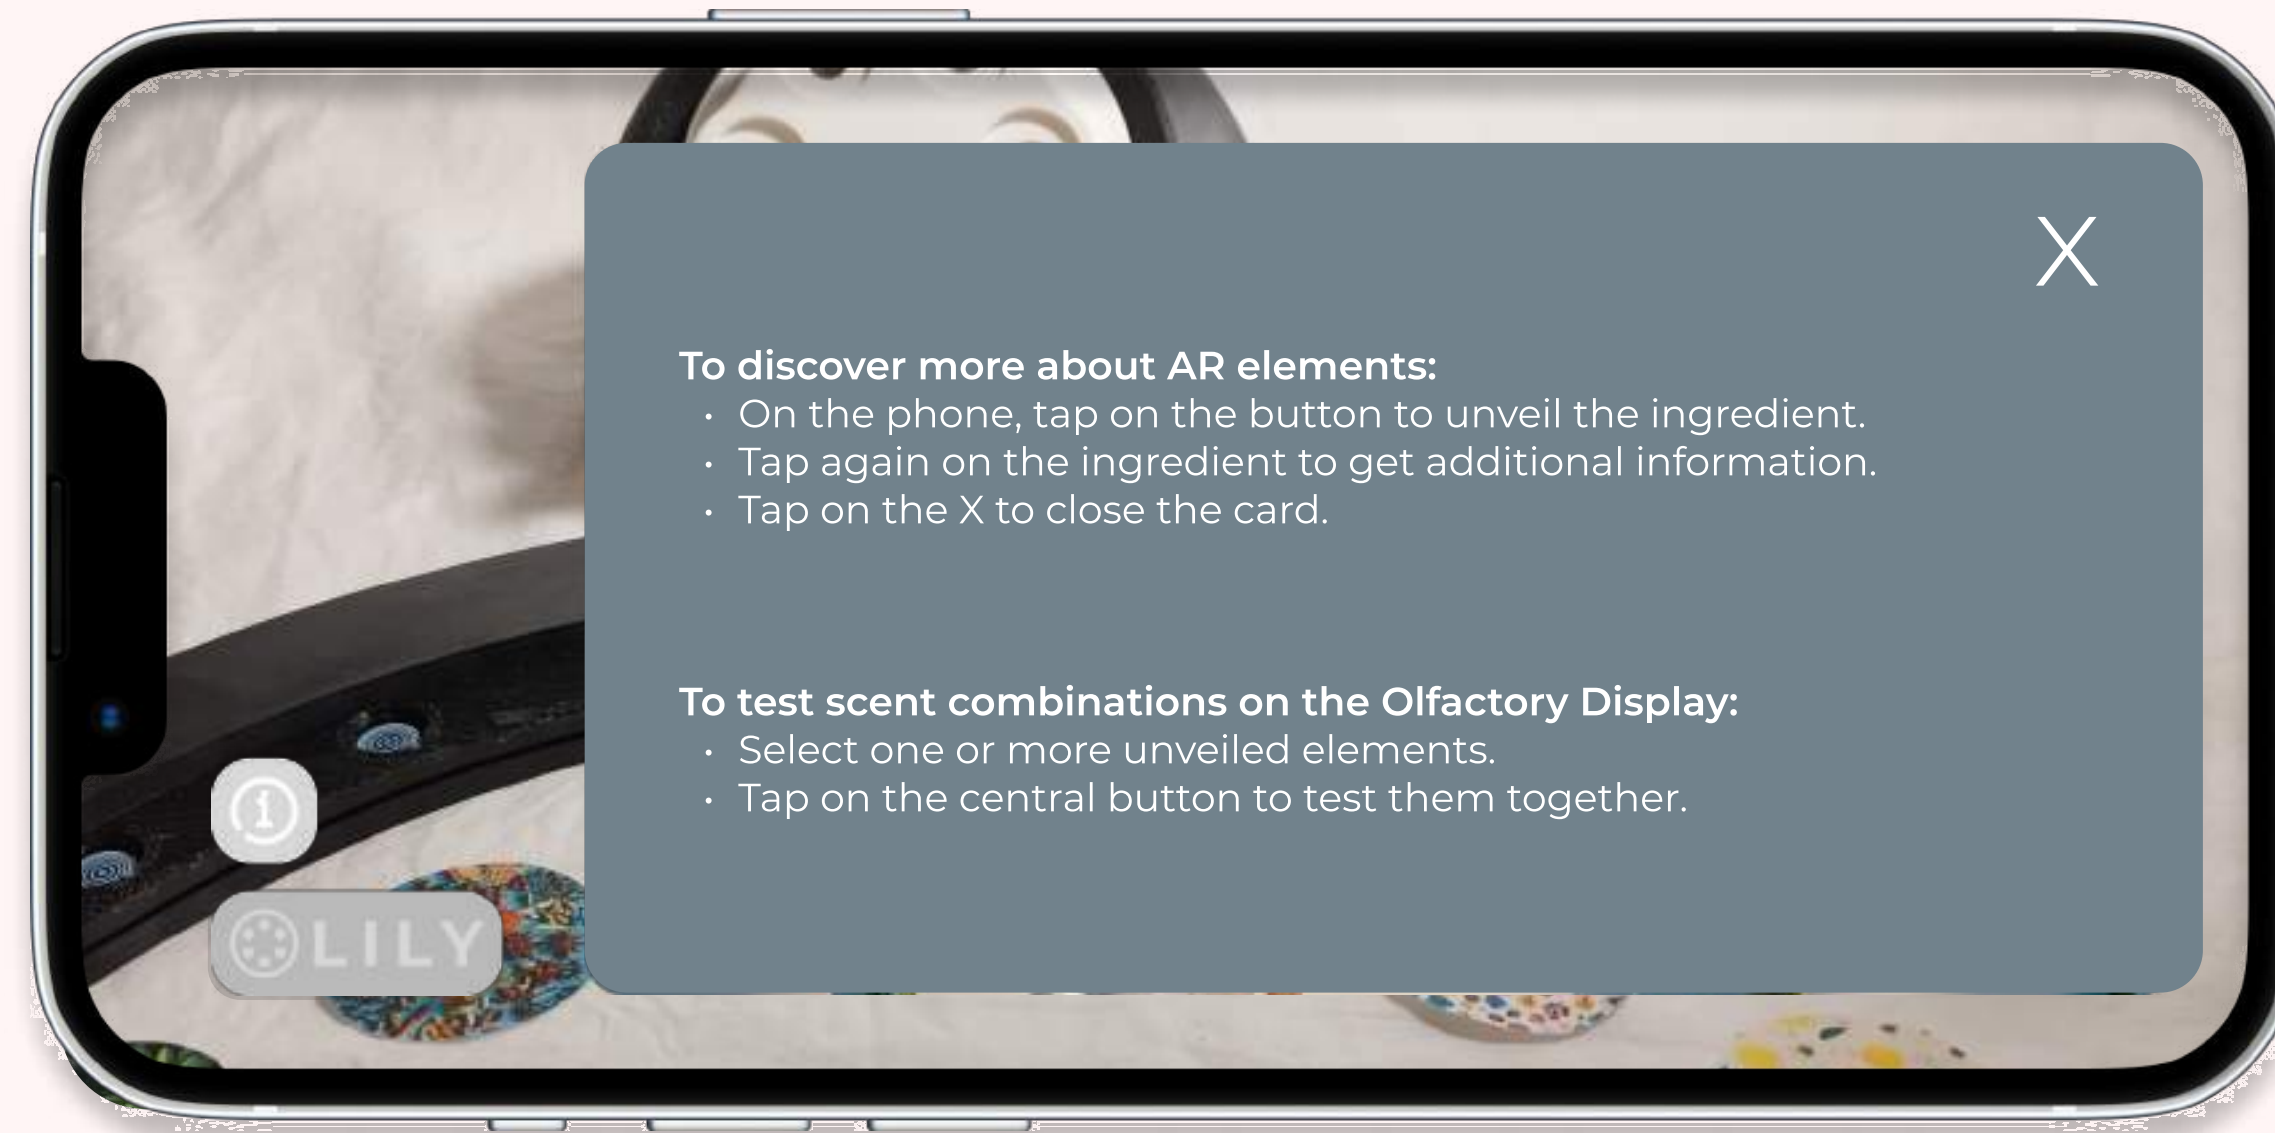 X
To discover more about AR elements:
• On the phone, tap on the button to unveil the ingredient.
• Tap again on the ingredient to get additional information.
• Tap on the X to close the card.
To test scent combinations on the Olfactory Display:
• Select one or more unveiled elements.
• Tap on the central button to test them together.
i
LILY